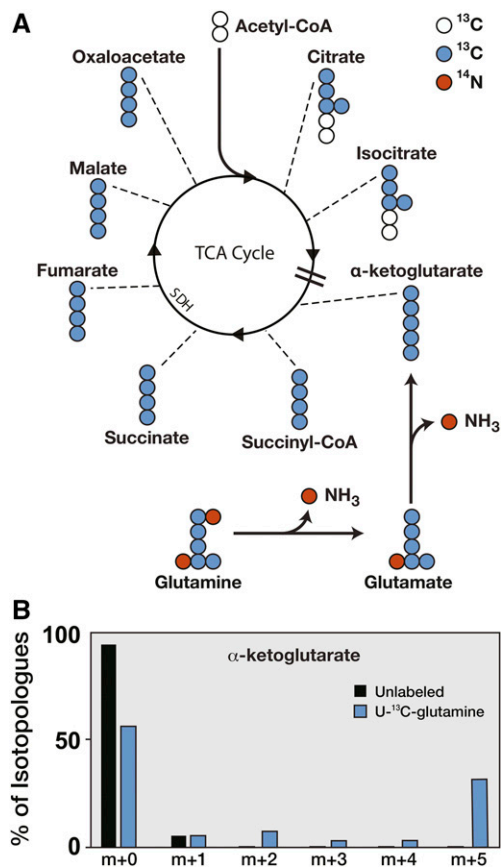 A
Acetyl-CoA
¹³C
¹³C
¹⁴N
Oxaloacetate
Citrate
Malate
Isocitrate
TCA Cycle
Fumarate
α-ketoglutarate
SDH
Succinate
Succinyl-CoA
NH₃
NH₃
Glutamine
Glutamate
B
% of Isotopologues
100
50
0
α-ketoglutarate
Unlabeled
U-¹³C-glutamine
m+0 m+1 m+2 m+3 m+4 m+5